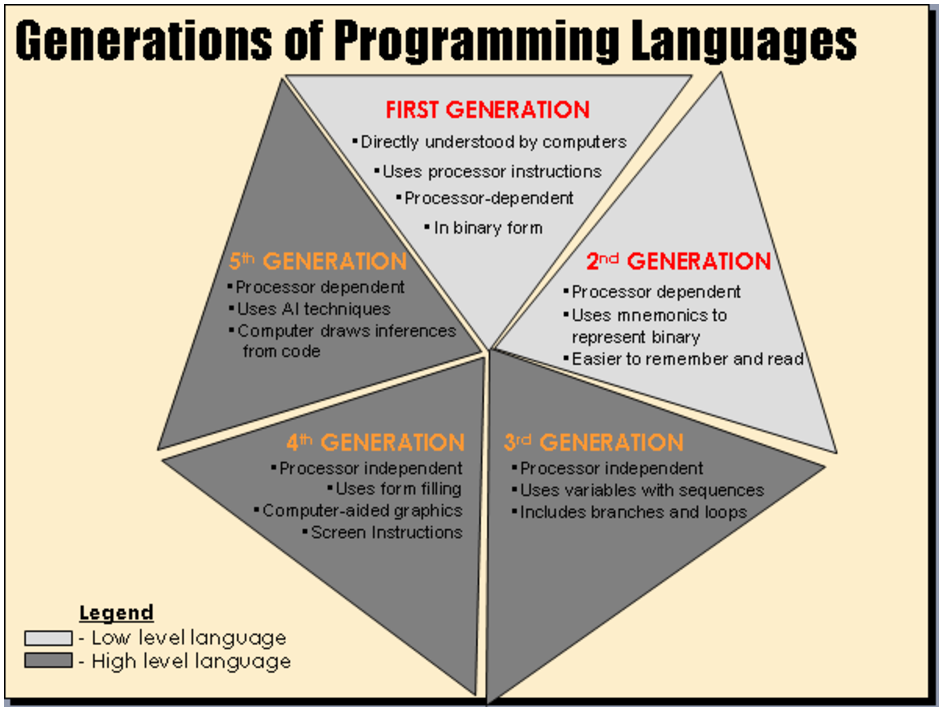 Generations of Programming Languages
FIRST GENERATION
▪Directly understood by computers
▪Uses processor instructions
▪Processor-dependent
▪In binary form
2nd GENERATION
▪Processor dependent
▪Uses mnemonics to
represent binary
▪Easier to remember and read
3rd GENERATION
▪Processor independent
▪Uses variables with sequences
▪Includes branches and loops
4th GENERATION
▪Processor independent
▪Uses form filling
▪Computer-aided graphics
▪Screen Instructions
5th GENERATION
▪Processor dependent
▪Uses AI techniques
▪Computer draws inferences
from code
Legend
- Low level language
- High level language